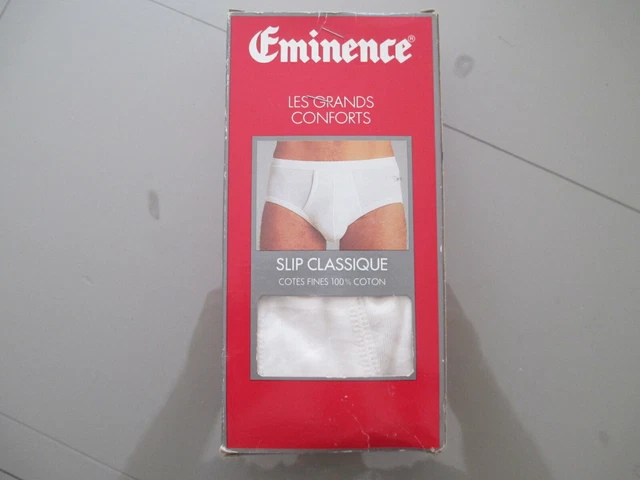 Eminence®
LES GRANDS
CONFORTS
SLIP CLASSIQUE
COTES FINES 100% COTON